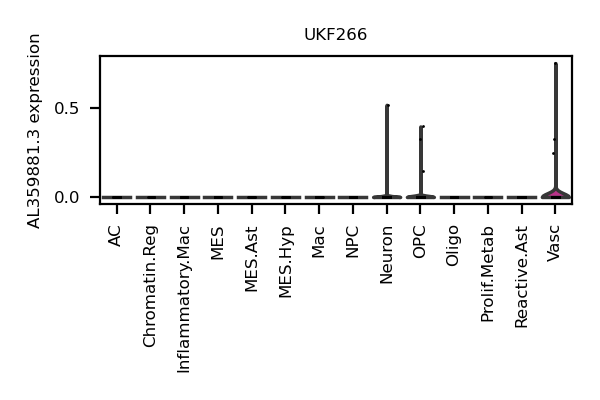 UKF266
AL359881.3 expression
0.5
0.0
AC
Chromatin.Reg
Inflammatory.Mac
MES
MES.Ast
MES.Hyp
Mac
NPC
Neuron
OPC
Oligo
Prolif.Metab
Reactive.Ast
Vasc